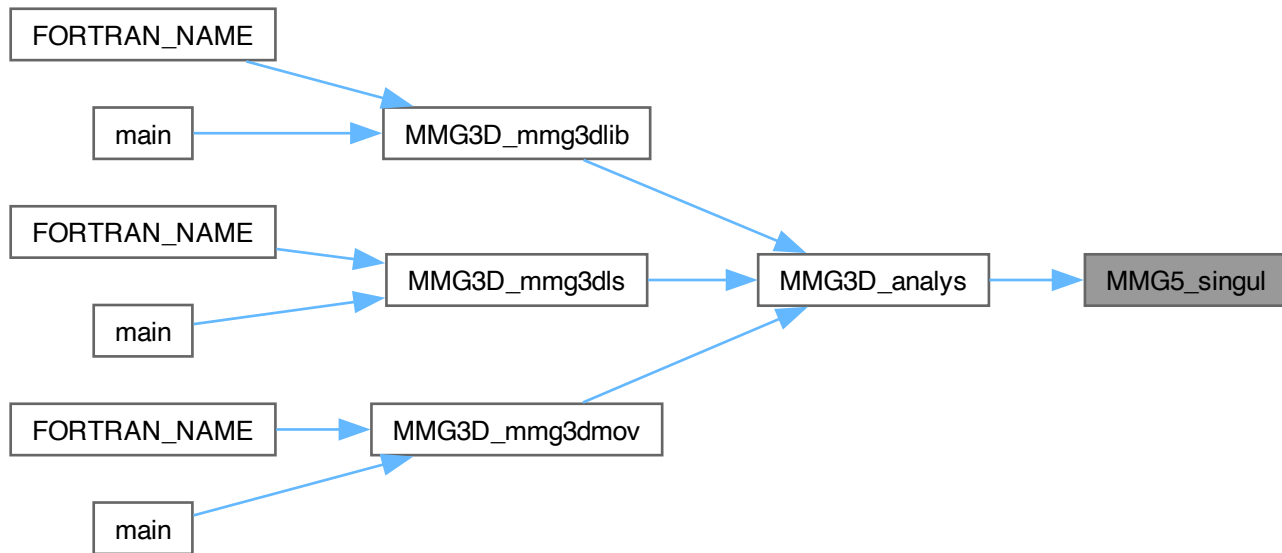 FORTRAN_NAME
main
MMG3D_mmg3dlib
FORTRAN_NAME
main
MMG3D_mmg3dls
MMG3D_analys
MMG5_singul
FORTRAN_NAME
main
MMG3D_mmg3dmov